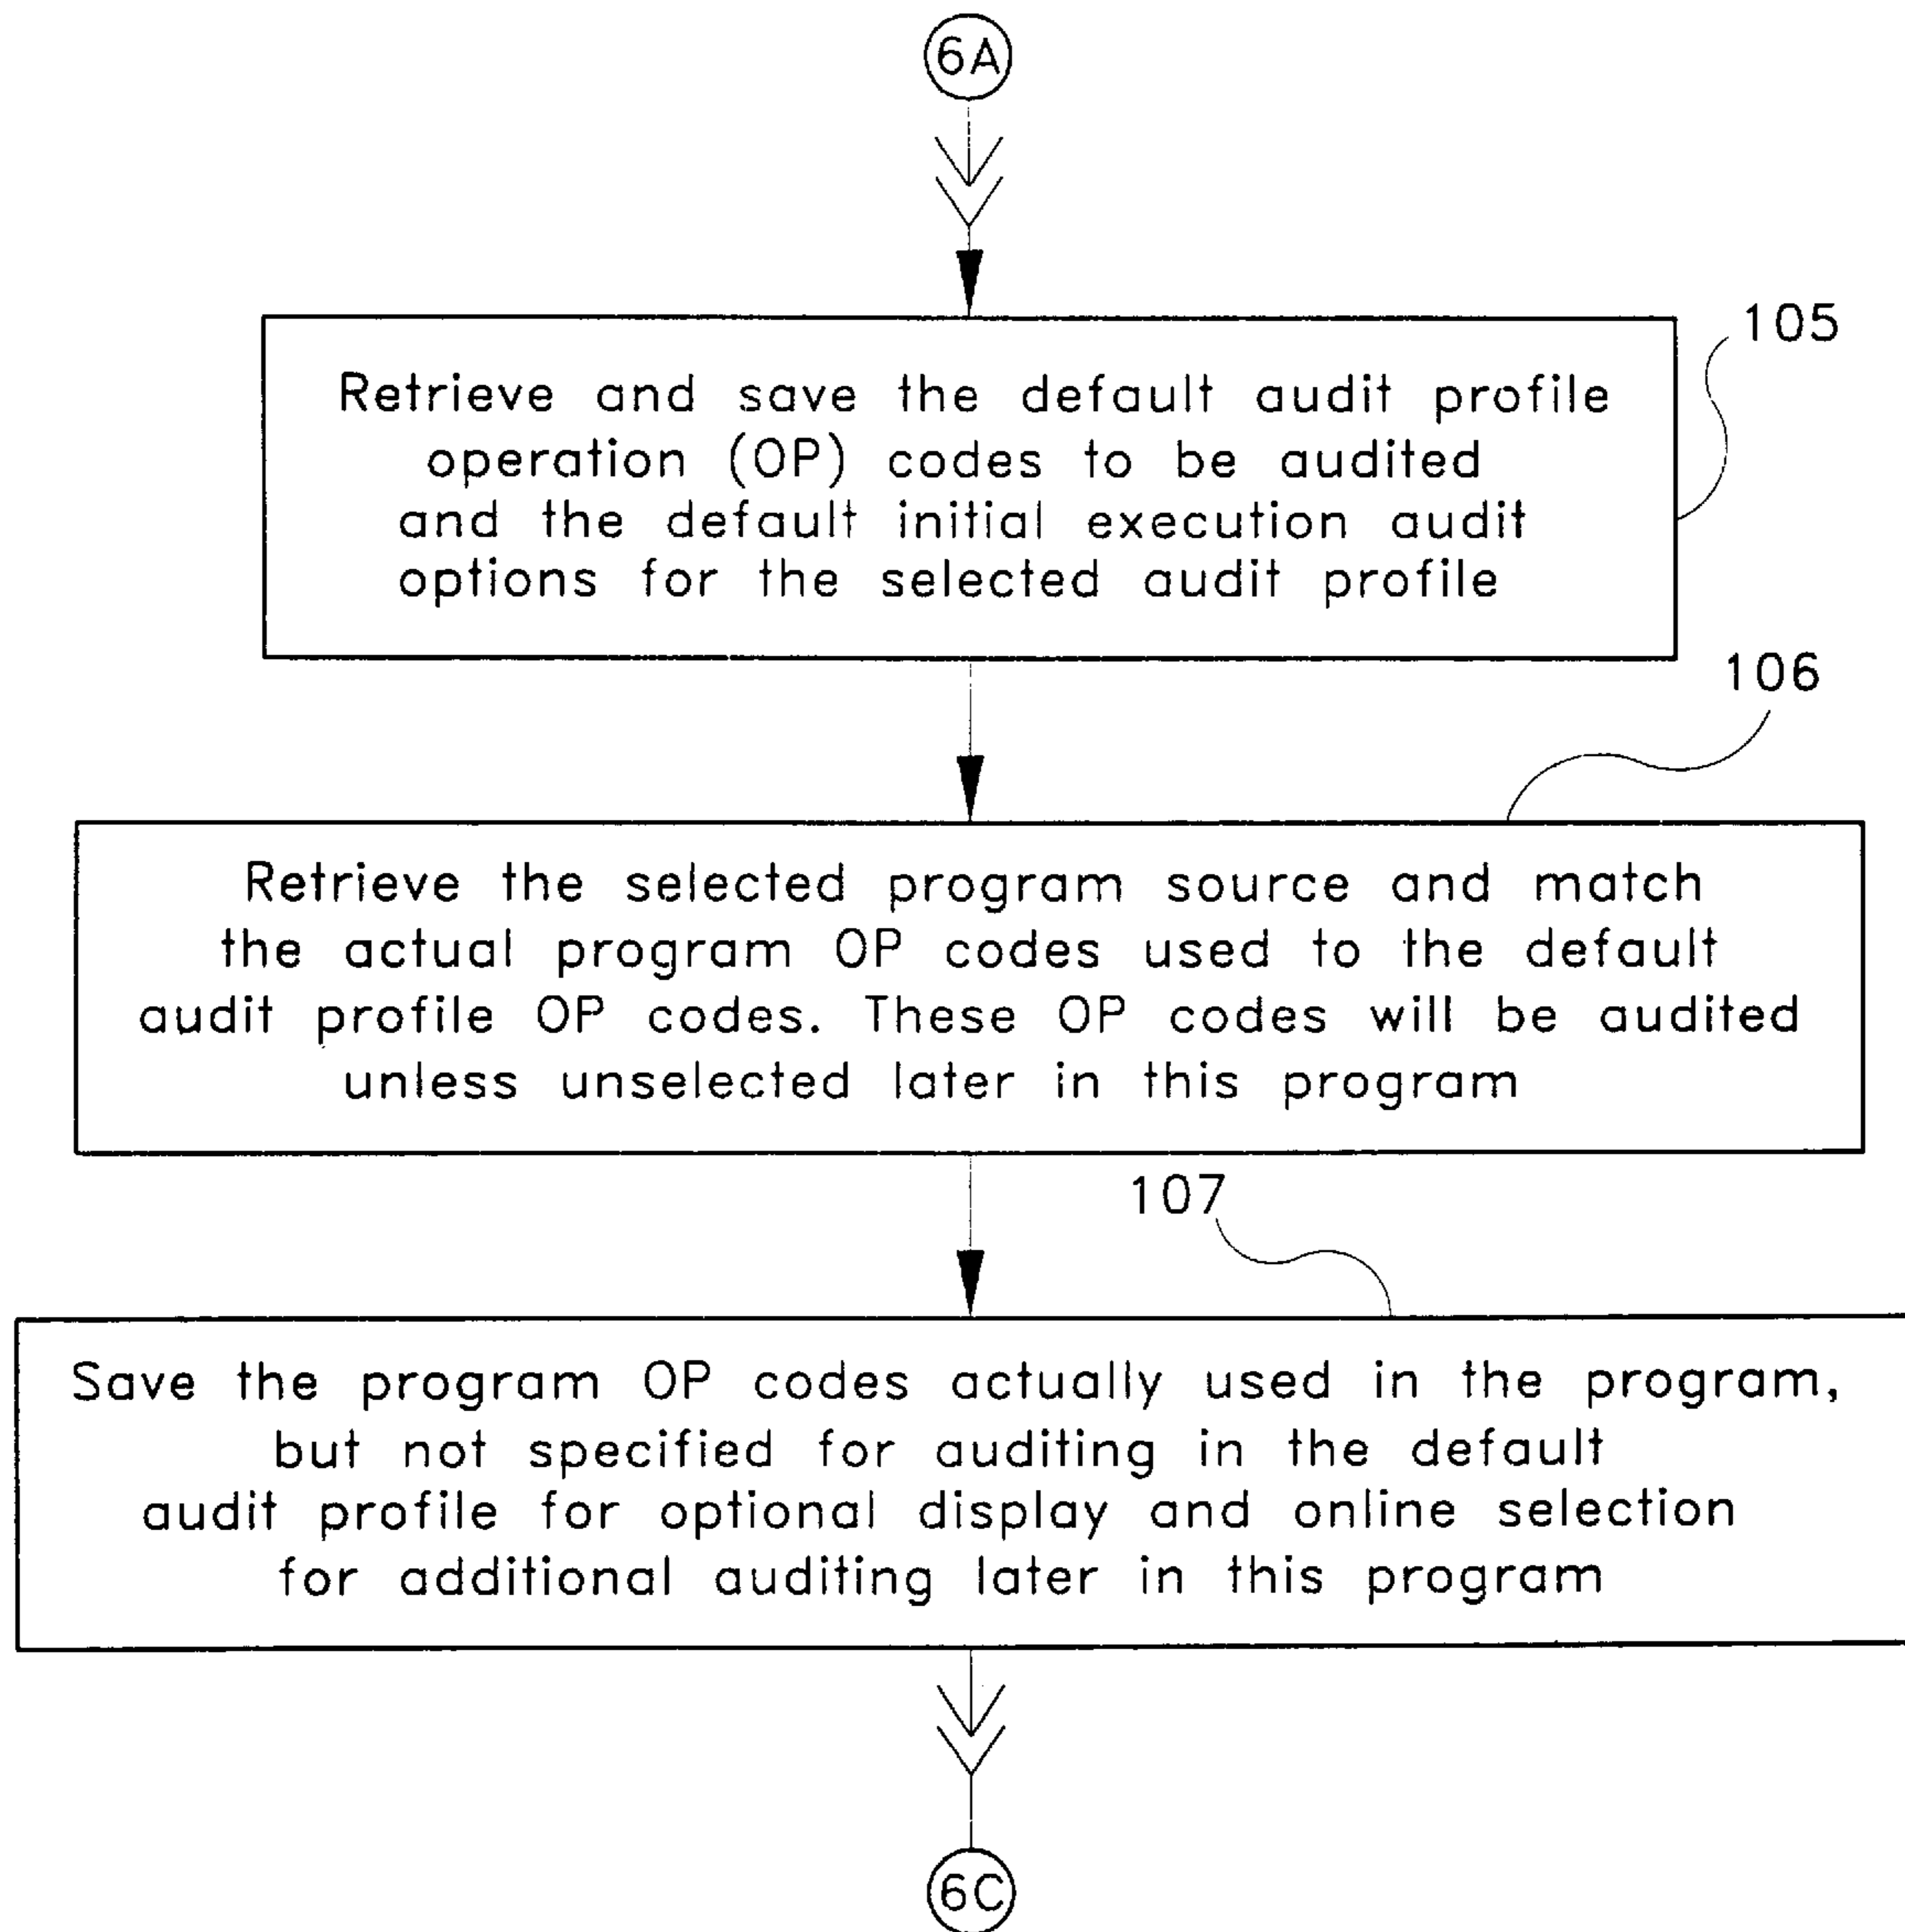 6A
105
Retrieve and save the default audit profile
operation (OP) codes to be audited
and the default initial execution audit
options for the selected audit profile
106
Retrieve the selected program source and match
the actual program OP codes used to the default
audit profile OP codes. These OP codes will be audited
unless unselected later in this program
107
Save the program OP codes actually used in the program,
but not specified for auditing in the default
audit profile for optional display and online selection
for additional auditing later in this program
6C